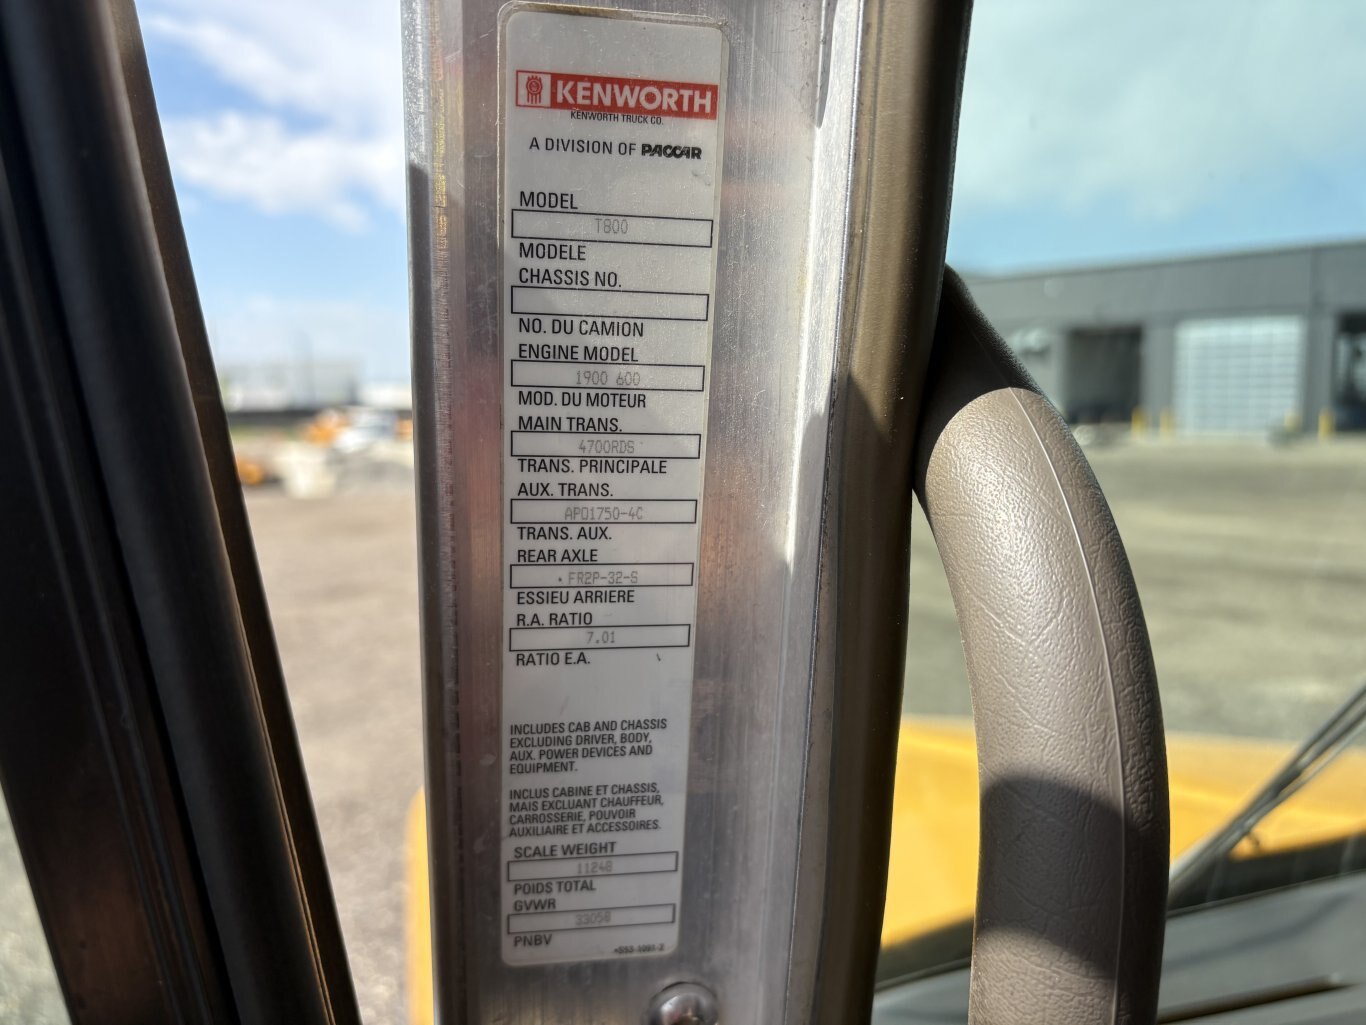 KENWORTH
KENWORTH TRUCK CO.
A DIVISION OF PACCAR
MODEL
T800
MODELE
CHASSIS NO.
NO. DU CAMION
ENGINE MODEL
1900 600
MOD. DU MOTEUR
MAIN TRANS.
4700RDS
TRANS. PRINCIPALE
AUX. TRANS.
APO1750-4C
TRANS. AUX.
REAR AXLE
FR2P-32-S
ESSIEU ARRIERE
R.A. RATIO
7.01
RATIO E.A.
INCLUDES CAB AND CHASSIS
EXCLUDING DRIVER, BODY,
AUX. POWER DEVICES AND
EQUIPMENT.
INCLUS CABINE ET CHASSIS,
MAIS EXCLUANT CHAUFFEUR,
CARROSSERIE, POUVOIR
AUXILIAIRE ET ACCESSOIRES.
SCALE WEIGHT
11248
POIDS TOTAL
GVWR
33058
PNBV